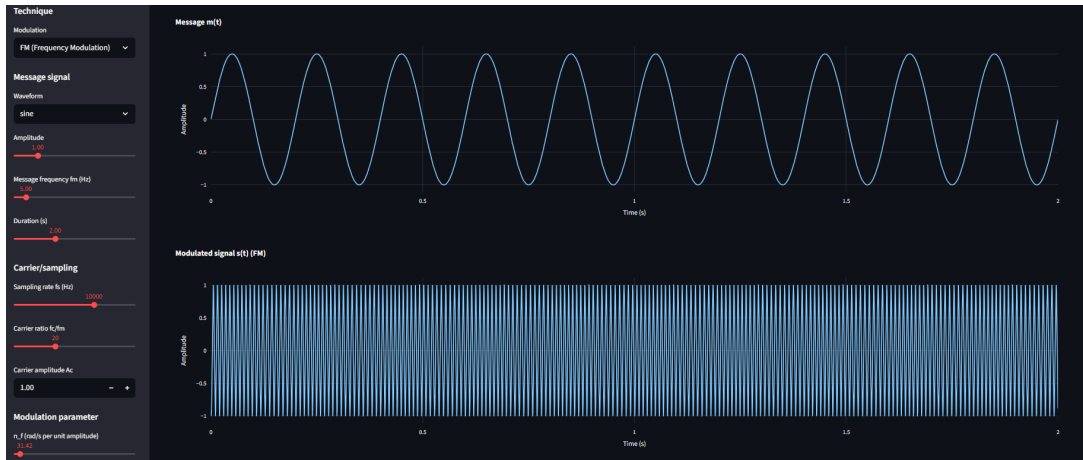 Technique
Modulation
FM (Frequency Modulation)
Message signal
Waveform
sine
Amplitude
1.00
Message frequency fm (Hz)
5.00
Duration (s)
2.00
Carrier/sampling
Sampling rate fs (Hz)
10000
Carrier ratio fc/fm
20
Carrier amplitude Ac
1.00 − +
Modulation parameter
n_f (rad/s per unit amplitude)
31.42
Message m(t)
Amplitude
1
0.5
0
−0.5
−1
0 0.5 1 1.5 2
Time (s)
Modulated signal s(t) (FM)
Amplitude
1
0.5
0
−0.5
−1
0 0.5 1 1.5 2
Time (s)